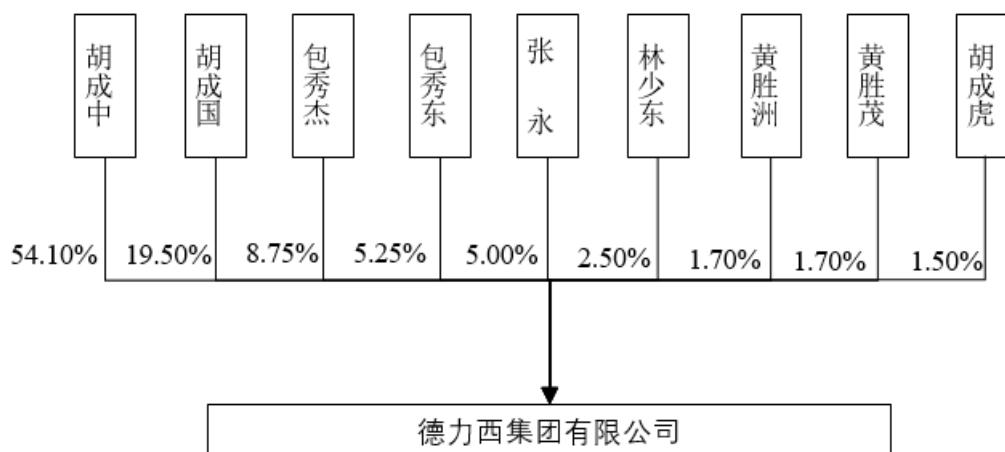 胡成中
胡成国
包秀杰
包秀东
张永
林少东
黄胜洲
黄胜茂
胡成虎
54.10%
19.50%
8.75%
5.25%
5.00%
2.50%
1.70%
1.70%
1.50%
德力西集团有限公司